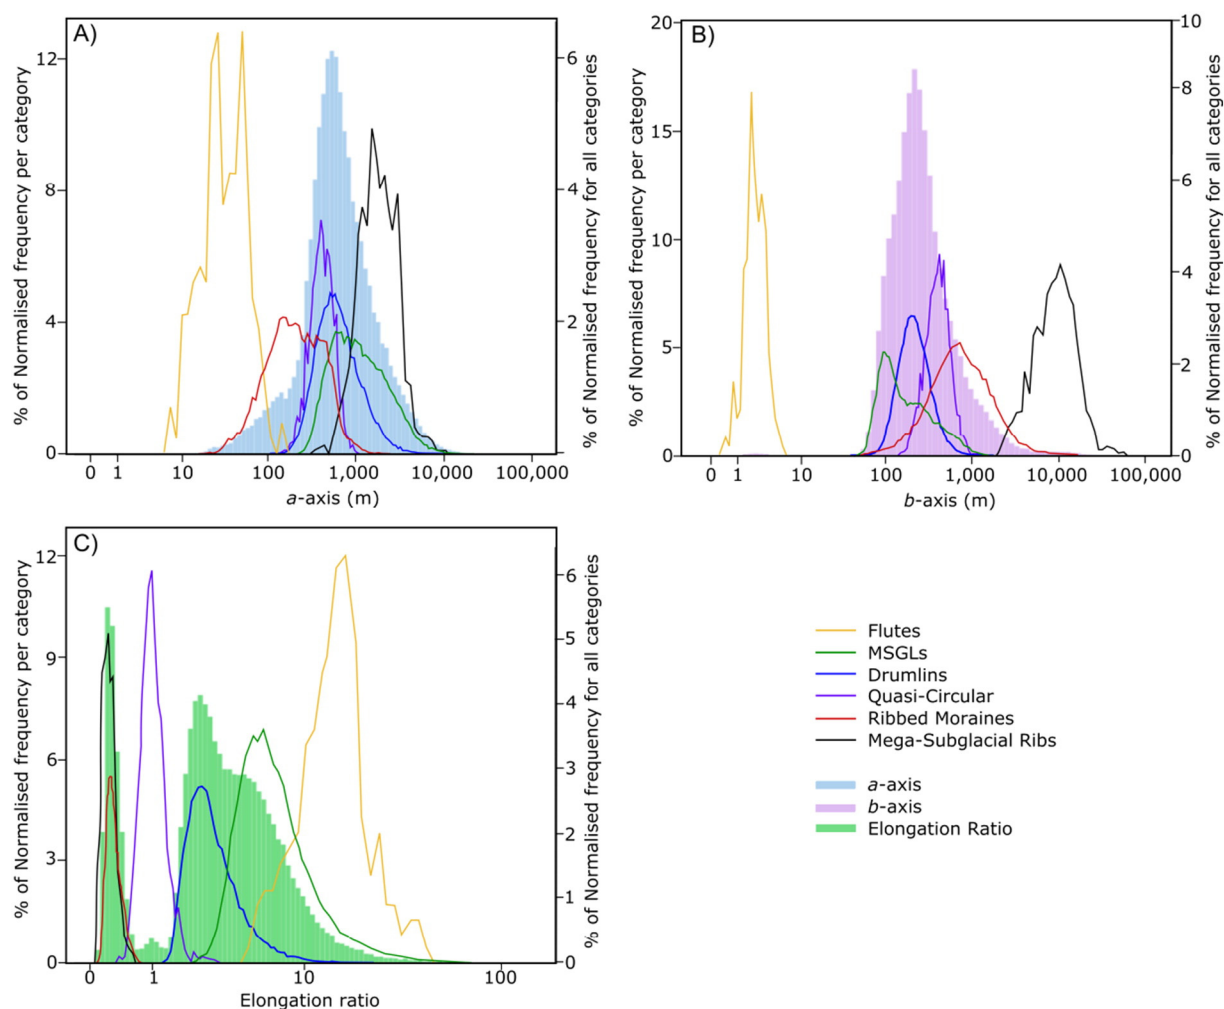 A)
% of Normalised frequency per category
12
8
4
0
% of Normalised frequency for all categories
6
4
2
0 1 10 100 1,000 10,000 100,000
a-axis (m)
B)
% of Normalised frequency per category
20
15
10
5
0
% of Normalised frequency for all categories
10
8
6
4
2
0
0 1 10 100 1,000 10,000 100,000
b-axis (m)
C)
% of Normalised frequency per category
12
9
6
3
0
% of Normalised frequency for all categories
6
5
4
3
2
1
0
0 1 10 100
Elongation ratio
Flutes
MSGLs
Drumlins
Quasi-Circular
Ribbed Moraines
Mega-Subglacial Ribs
a-axis
b-axis
Elongation Ratio